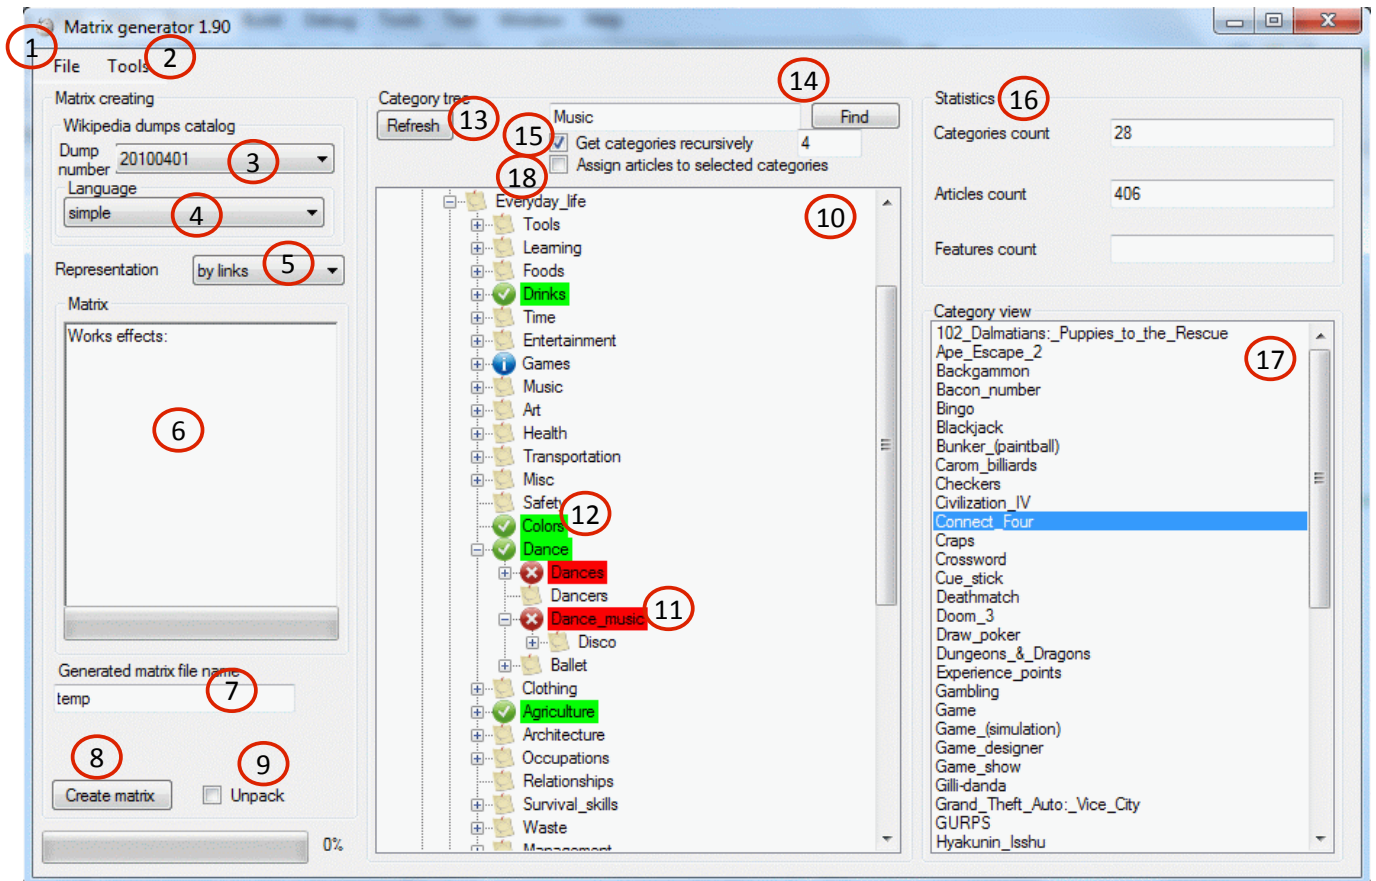 Matrix generator 1.90
1
2
File Tools
Matrix creating
Wikipedia dumps catalog
Dump number 20100401
3
Language
simple
4
Representation by links
5
Matrix
Works effects:
6
Generated matrix file name
temp
7
8
9
Create matrix
Unpack
0%
Category tree
Refresh
13
14
Music
Find
15
Get categories recursively
4
18
Assign articles to selected categories
10
Everyday_life
Tools
Learning
Foods
Drinks
Time
Entertainment
Games
Music
Art
Health
Transportation
Misc
Safety
12
Colors
Dance
Dances
Dancers
11
Dance_music
Disco
Ballet
Clothing
Agriculture
Architecture
Occupations
Relationships
Survival_skills
Waste
Management
Statistics
16
Categories count 28
Articles count 406
Features count
Category view
17
102_Dalmatians:_Puppies_to_the_Rescue
Ape_Escape_2
Backgammon
Bacon_number
Bingo
Blackjack
Bunker_(paintball)
Carom_billiards
Checkers
Civilization_IV
Connect_Four
Craps
Crossword
Cue_stick
Deathmatch
Doom_3
Draw_poker
Dungeons_&_Dragons
Experience_points
Gambling
Game
Game_(simulation)
Game_designer
Game_show
Gilli-danda
Grand_Theft_Auto:_Vice_City
GURPS
Hyakunin_Isshu